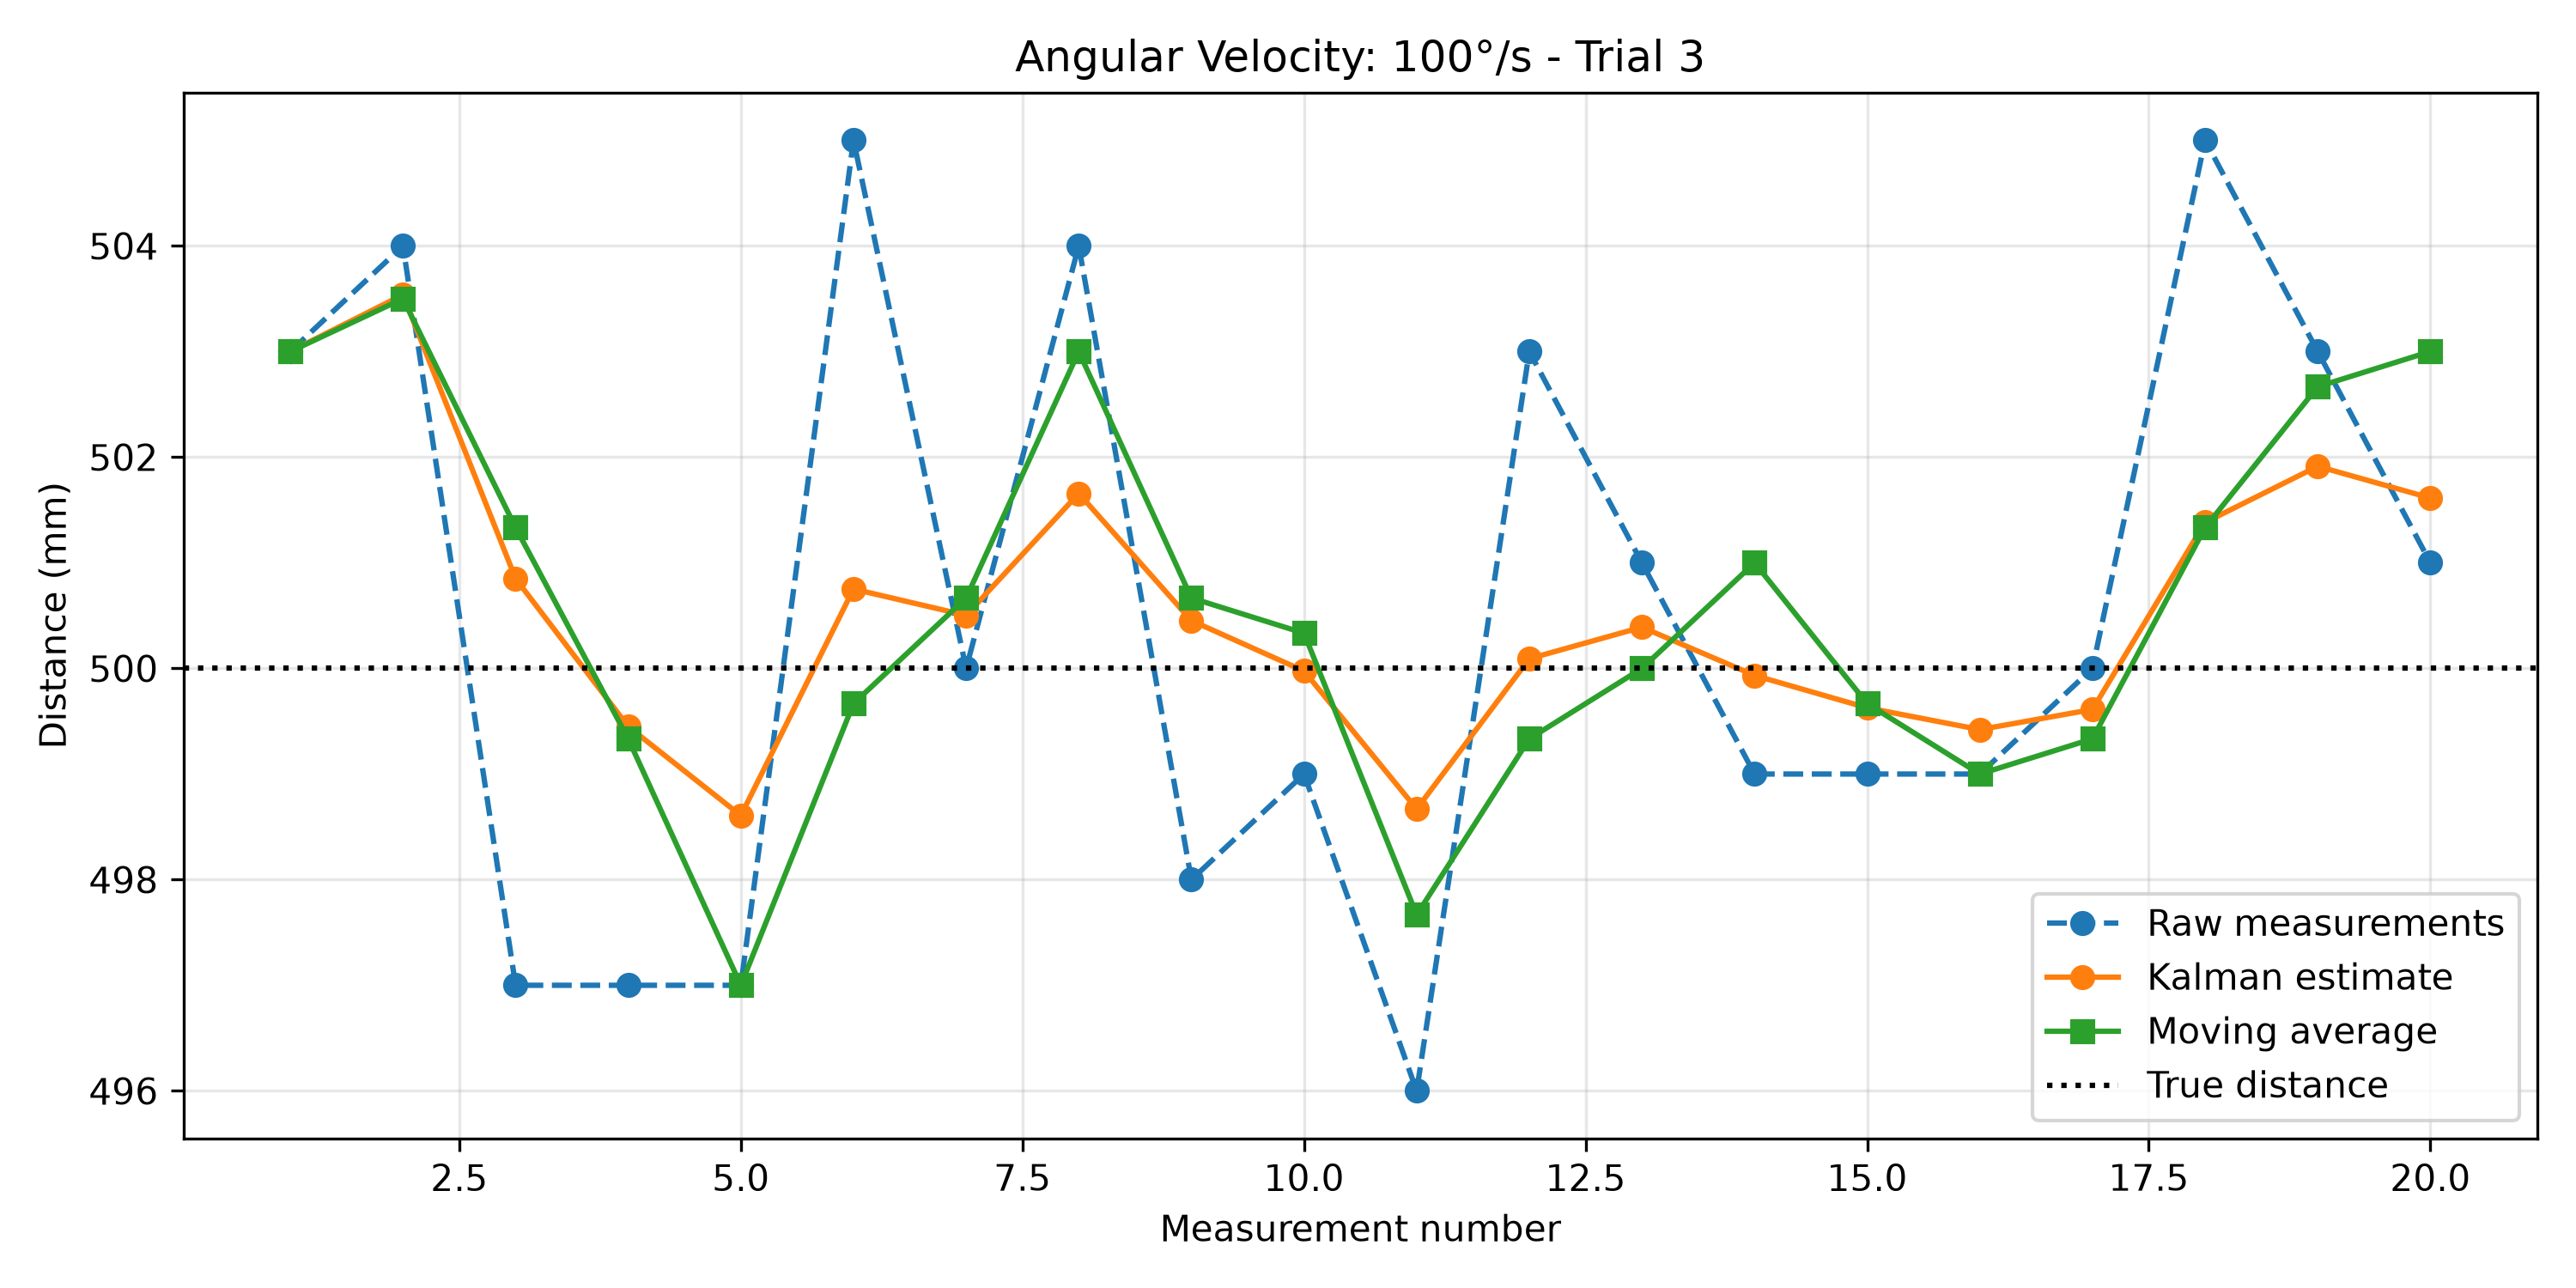 Angular Velocity: 100°/s - Trial 3
Distance (mm)
504
502
500
498
496
Raw measurements
Kalman estimate
Moving average
True distance
2.5 5.0 7.5 10.0 12.5 15.0 17.5 20.0
Measurement number